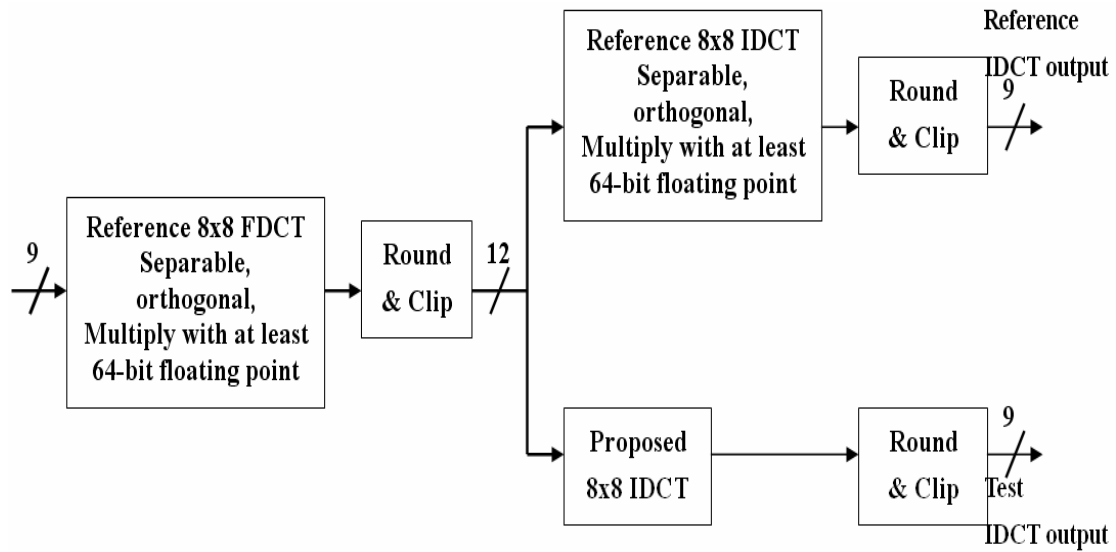 9
Reference 8x8 FDCT
Separable,
orthogonal,
Multiply with at least
64-bit floating point
Round
& Clip
12
Reference 8x8 IDCT
Separable,
orthogonal,
Multiply with at least
64-bit floating point
Round
& Clip
Reference
IDCT output
9
Proposed
8x8 IDCT
Round
& Clip
9
Test
IDCT output